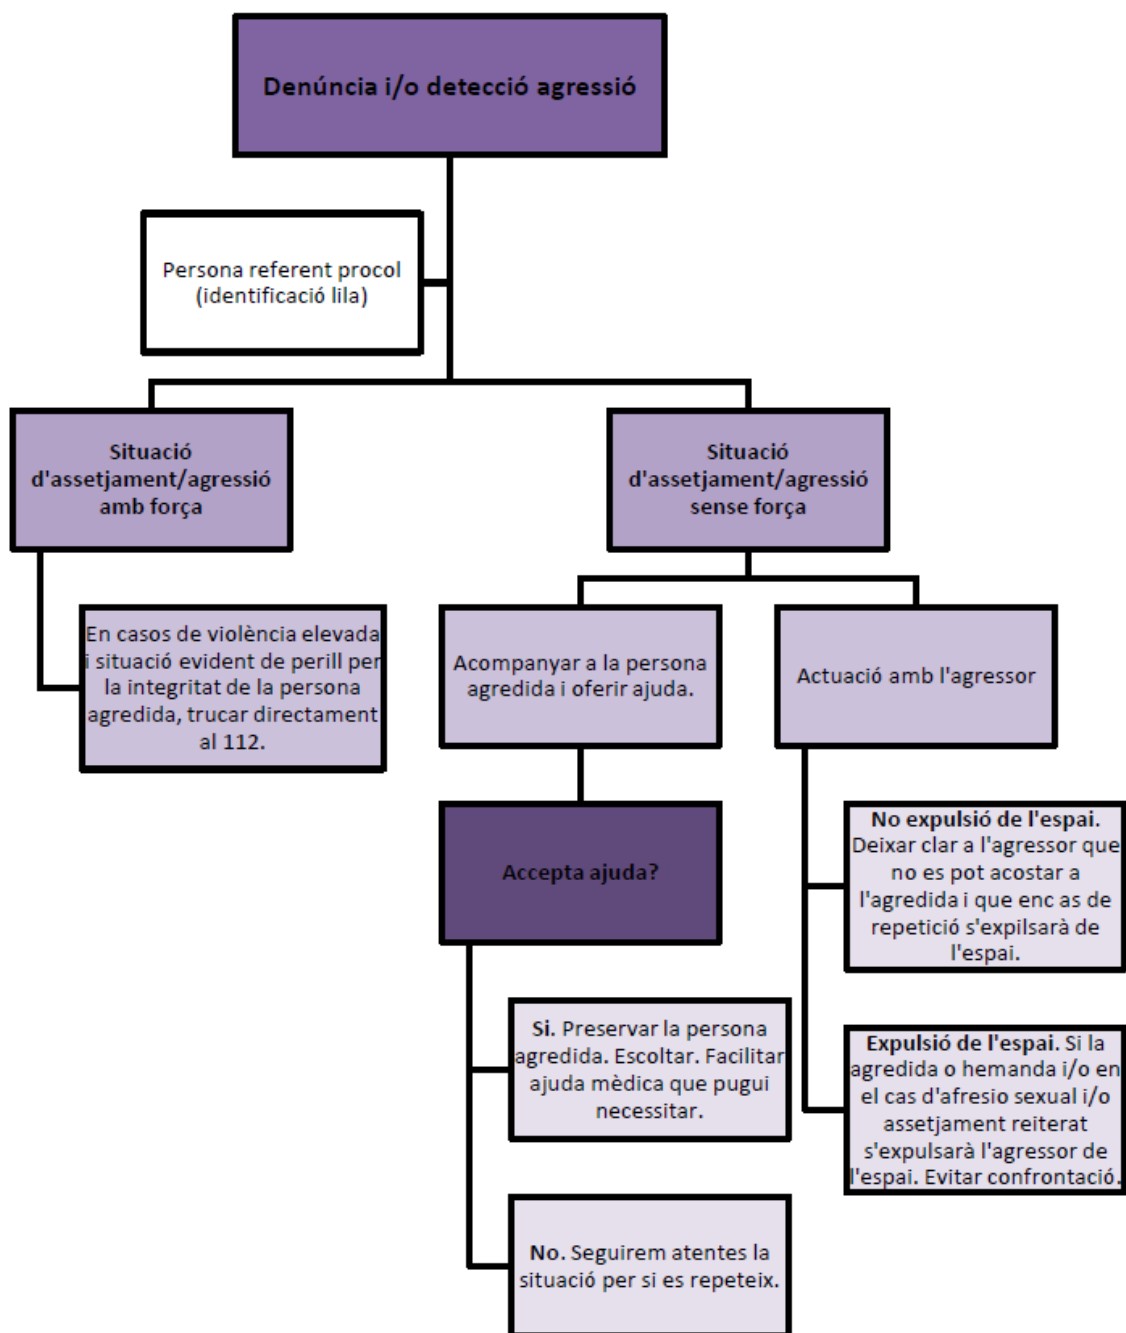 Denúncia i/o detecció agressió
Persona referent procol
(identificació lila)
Situació
d'assetjament/agressió
amb força
Situació
d'assetjament/agressió
sense força
En casos de violència elevada
i situació evident de perill per
la integritat de la persona
agredida, trucar directament
al 112.
Acompanyar a la persona
agredida i oferir ajuda.
Actuació amb l'agressor
Accepta ajuda?
No expulsió de l'espai.
Deixar clar a l'agressor que
no es pot acostar a
l'agredida i que enc as de
repetició s'expilsarà de
l'espai.
Si. Preservar la persona
agredida. Escoltar. Facilitar
ajuda mèdica que pugui
necessitar.
Expulsió de l'espai. Si la
agredida o hemanda i/o en
el cas d'afresio sexual i/o
assetjament reiterat
s'expulsarà l'agressor de
l'espai. Evitar confrontació.
No. Seguirem atentes la
situació per si es repeteix.